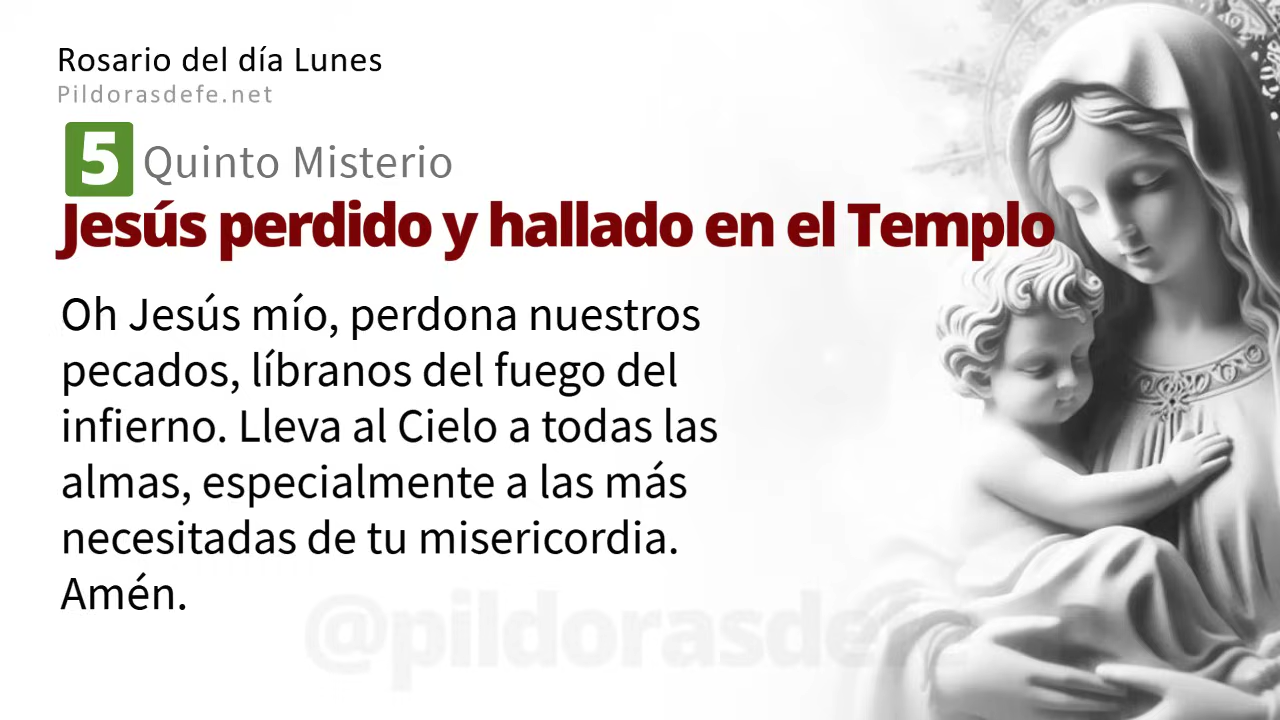 Rosario del día Lunes
Pildorasdefe.net
5 Quinto Misterio
Jesús perdido y hallado en el Templo
Oh Jesús mío, perdona nuestros
pecados, líbranos del fuego del
infierno. Lleva al Cielo a todas las
almas, especialmente a las más
necesitadas de tu misericordia.
Amén.
@pildorasdefe